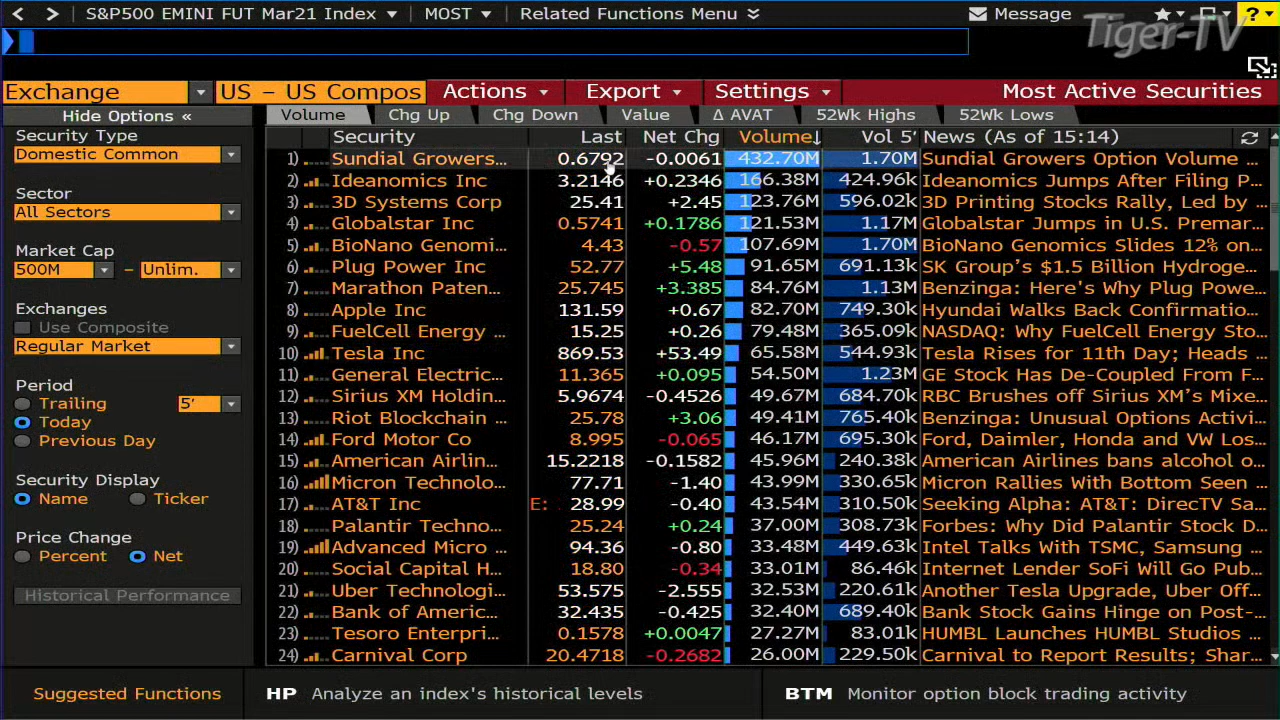 S&P500 EMINI FUT Mar21 Index MOST Related Functions Menu Message ?
Tiger-TV
Exchange US – US Compos Actions Export Settings Most Active Securities
Hide Options « Volume Chg Up Chg Down Value Δ AVAT 52Wk Highs 52Wk Lows
Security Type
Domestic Common
Sector
All Sectors
Market Cap
500M – Unlim.
Exchanges
Use Composite
Regular Market
Period
Trailing 5'
Today
Previous Day
Security Display
Name Ticker
Price Change
Percent Net
Historical Performance
Security Last Net Chg Volume↓ Vol 5' News (As of 15:14)
1) Sundial Growers... 0.6792 -0.0061 432.70M 1.70M Sundial Growers Option Volume ...
2) Ideanomics Inc 3.2146 +0.2346 166.38M 424.96k Ideanomics Jumps After Filing P...
3) 3D Systems Corp 25.41 +2.45 123.76M 596.02k 3D Printing Stocks Rally, Led by ...
4) Globalstar Inc 0.5741 +0.1786 121.53M 1.17M Globalstar Jumps in U.S. Premar...
5) BioNano Genomi... 4.43 -0.57 107.69M 1.70M BioNano Genomics Slides 12% on...
6) Plug Power Inc 52.77 +5.48 91.65M 691.13k SK Group's $1.5 Billion Hydroge...
7) Marathon Paten... 25.745 +3.385 84.76M 1.13M Benzinga: Here's Why Plug Powe...
8) Apple Inc 131.59 +0.67 82.70M 749.30k Hyundai Walks Back Confirmatio...
9) FuelCell Energy ... 15.25 +0.26 79.48M 365.09k NASDAQ: Why FuelCell Energy Sto...
10) Tesla Inc 869.53 +53.49 65.58M 544.93k Tesla Rises for 11th Day; Heads ...
11) General Electric... 11.365 +0.095 54.50M 1.23M GE Stock Has De-Coupled From F...
12) Sirius XM Holdin... 5.9674 -0.4526 49.67M 684.70k RBC Brushes off Sirius XM's Mixe...
13) Riot Blockchain ... 25.78 +3.06 49.41M 765.40k Benzinga: Unusual Options Activi...
14) Ford Motor Co 8.995 -0.065 46.17M 695.30k Ford, Daimler, Honda and VW Los...
15) American Airlin... 15.2218 -0.1582 45.96M 240.38k American Airlines bans alcohol o...
16) Micron Technolo... 77.71 -1.40 43.99M 330.65k Micron Rallies With Bottom Seen ...
17) AT&T Inc E: 28.99 -0.40 43.54M 310.50k Seeking Alpha: AT&T: DirecTV Sa...
18) Palantir Techno... 25.24 +0.24 37.00M 308.73k Forbes: Why Did Palantir Stock D...
19) Advanced Micro ... 94.36 -0.80 33.48M 449.63k Intel Talks With TSMC, Samsung ...
20) Social Capital H... 18.80 -0.34 33.01M 86.46k Internet Lender SoFi Will Go Pub...
21) Uber Technologi... 53.575 -2.555 32.53M 210.91k Another Tesla Upgrade, Uber Off...
22) Bank of Americ... 32.435 -0.425 32.40M 689.40k Bank Stock Gains Hinge on Post-...
23) Tesoro Enterpri... 0.1578 +0.0047 27.27M 83.01k HUMBL Launches HUMBL Studios ...
24) Carnival Corp 20.4718 -0.2682 26.00M 229.50k Carnival to Report Results; Shar...
Suggested Functions HP Analyze an index's historical levels BTM Monitor option block trading activity